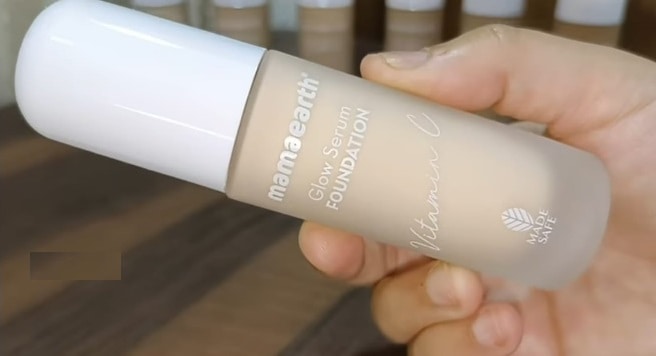 mamaearth®
Glow Serum
FOUNDATION
Vitamin C
MADE
SAFE